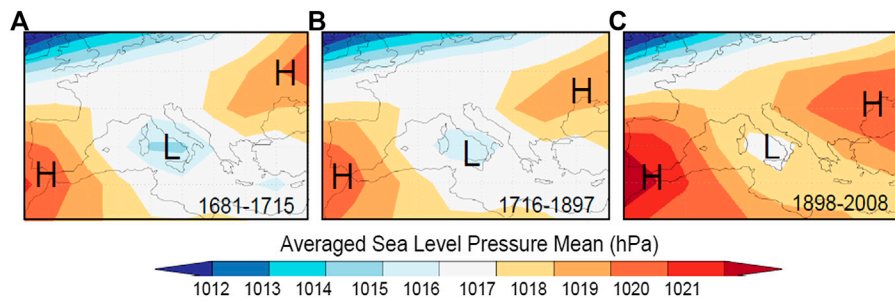 A B C
H H H
L L L
H H H
1681-1715 1716-1897 1898-2008
Averaged Sea Level Pressure Mean (hPa)
1012 1013 1014 1015 1016 1017 1018 1019 1020 1021